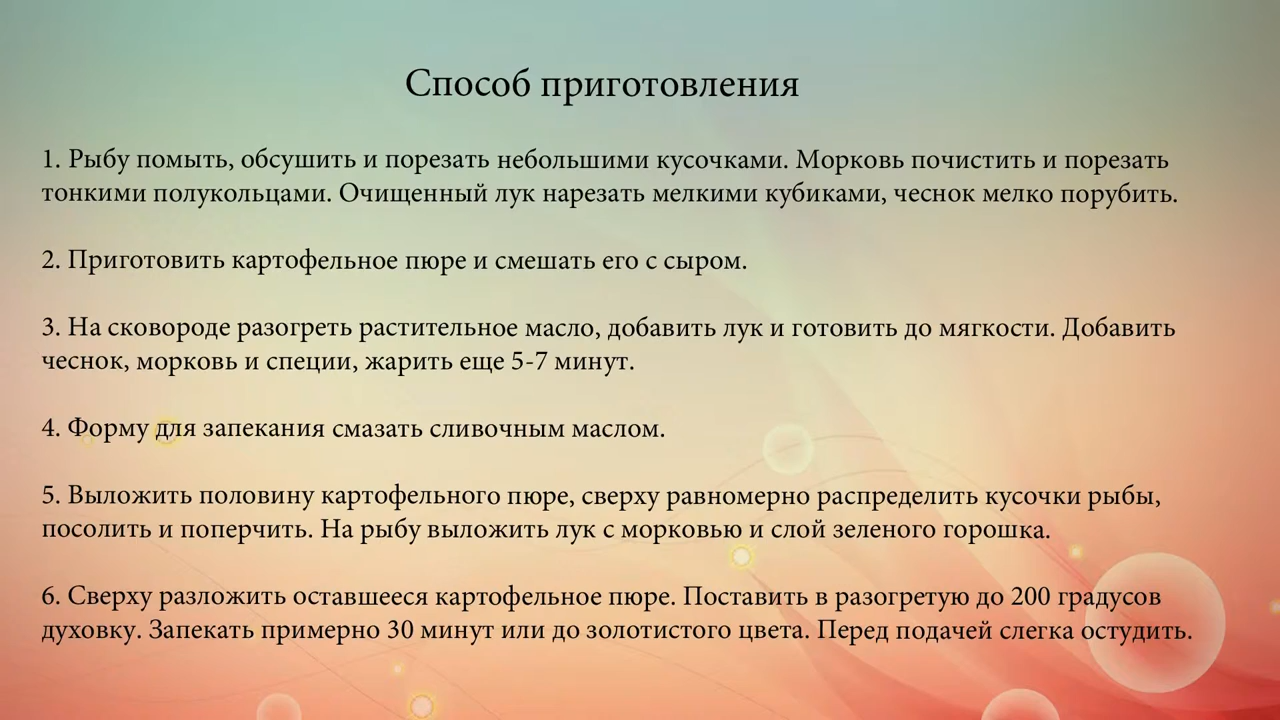 Способ приготовления
1. Рыбу помыть, обсушить и порезать небольшими кусочками. Морковь почистить и порезать
тонкими полукольцами. Очищенный лук нарезать мелкими кубиками, чеснок мелко порубить.
2. Приготовить картофельное пюре и смешать его с сыром.
3. На сковороде разогреть растительное масло, добавить лук и готовить до мягкости. Добавить
чеснок, морковь и специи, жарить еще 5-7 минут.
4. Форму для запекания смазать сливочным маслом.
5. Выложить половину картофельного пюре, сверху равномерно распределить кусочки рыбы,
посолить и поперчить. На рыбу выложить лук с морковью и слой зеленого горошка.
6. Сверху разложить оставшееся картофельное пюре. Поставить в разогретую до 200 градусов
духовку. Запекать примерно 30 минут или до золотистого цвета. Перед подачей слегка остудить.